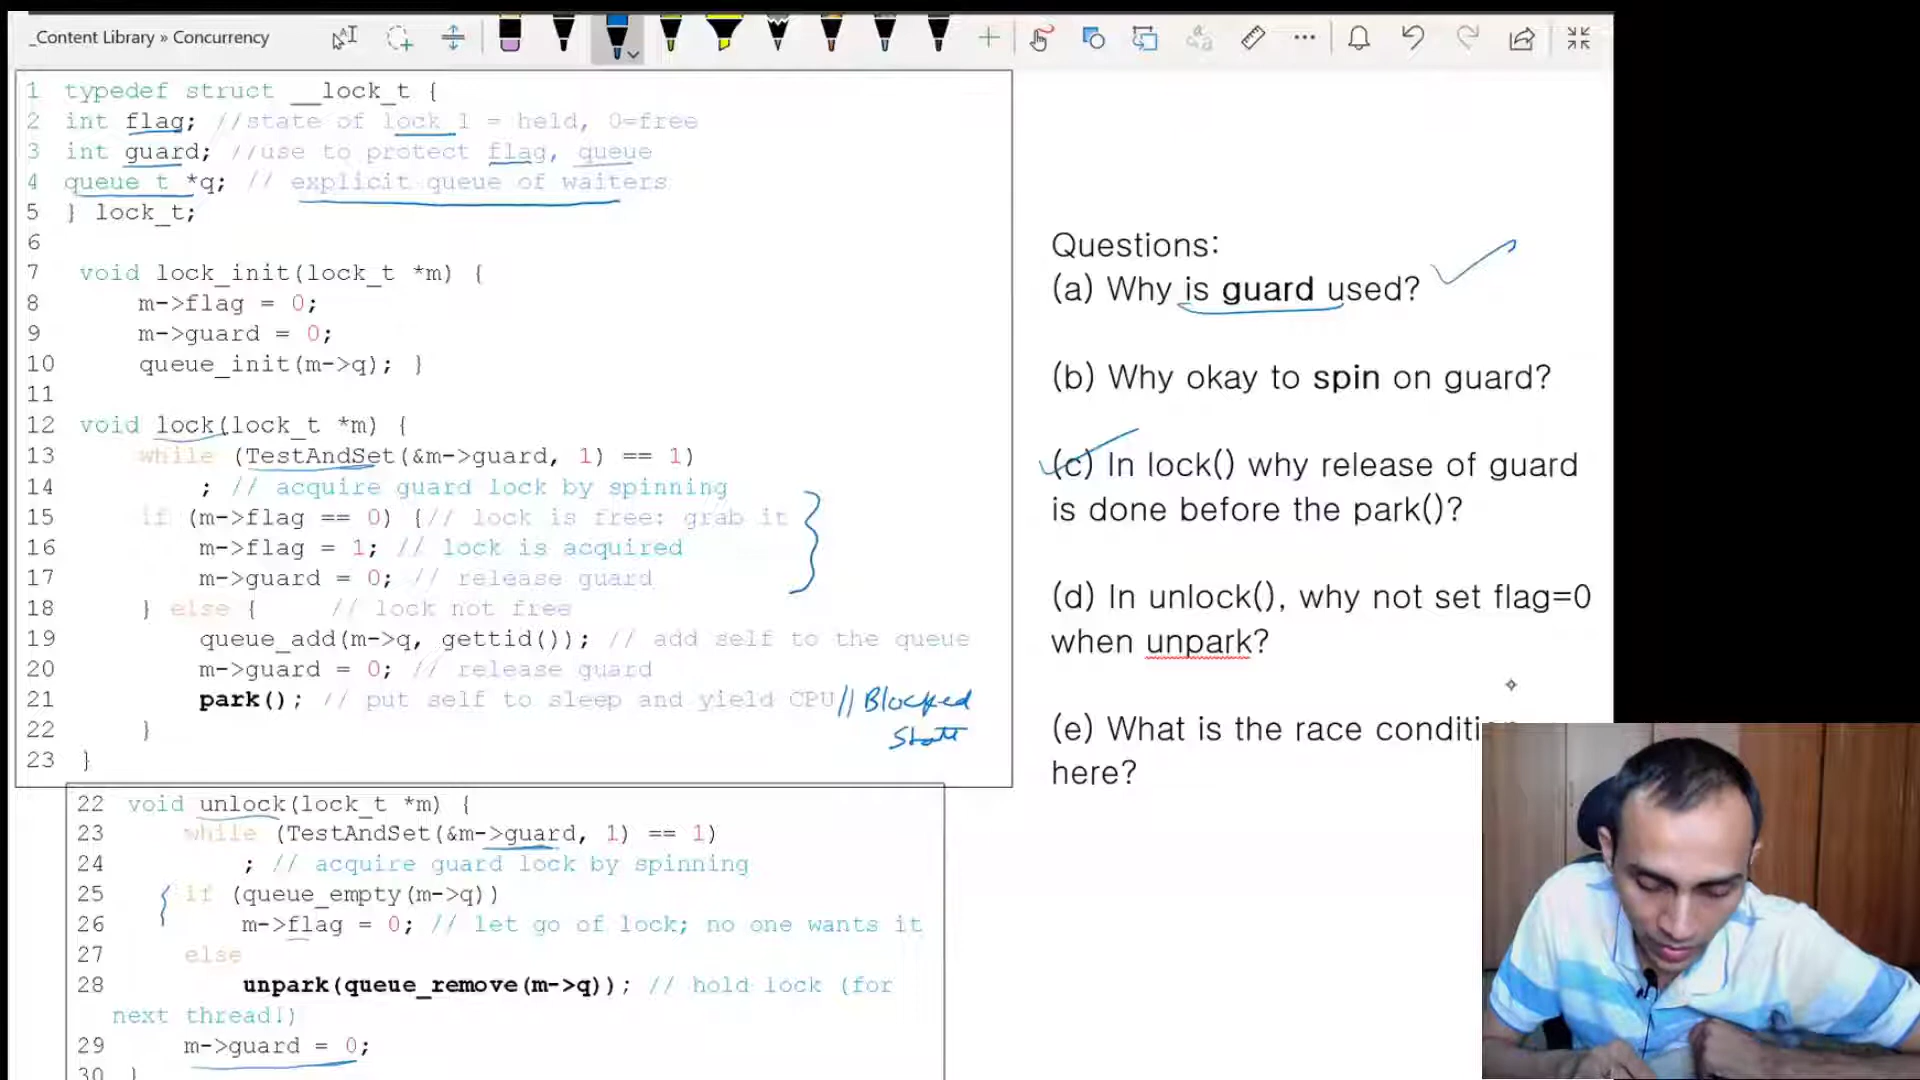 _Content Library » Concurrency
1 typedef struct __lock_t {
2 int flag; //state of lock 1 = held, 0=free
3 int guard; //use to protect flag, queue
4 queue t *q; // explicit queue of waiters
5 } lock_t;
6
7 void lock_init(lock_t *m) {
8 m->flag = 0;
9 m->guard = 0;
10 queue_init(m->q); }
11
12 void lock(lock_t *m) {
13 while (TestAndSet(&m->guard, 1) == 1)
14 ; // acquire guard lock by spinning
15 if (m->flag == 0) {// lock is free: grab it
16 m->flag = 1; // lock is acquired
17 m->guard = 0; // release guard
18 } else { // lock not free
19 queue_add(m->q, gettid()); // add self to the queue
20 m->guard = 0; // release guard
21 park(); // put self to sleep and yield CPU // Blocked
State
22 }
23 }
22 void unlock(lock_t *m) {
23 while (TestAndSet(&m->guard, 1) == 1)
24 ; // acquire guard lock by spinning
25 if (queue_empty(m->q))
26 m->flag = 0; // let go of lock; no one wants it
27 else
28 unpark(queue_remove(m->q)); // hold lock (for
next thread!)
29 m->guard = 0;
30 }
Questions:
(a) Why is guard used?
(b) Why okay to spin on guard?
(c) In lock() why release of guard
is done before the park()?
(d) In unlock(), why not set flag=0
when unpark?
(e) What is the race conditi
here?